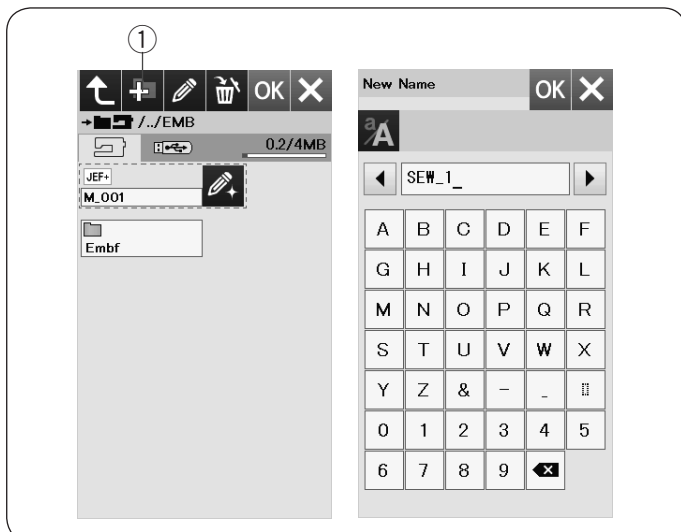 ①
OK
/../EMB
0.2/4MB
JEF+
M_001
Embf
New Name
OK
a A
SEW_1_
A B C D E F
G H I J K L
M N O P Q R
S T U V W X
Y Z & - _
0 1 2 3 4 5
6 7 8 9